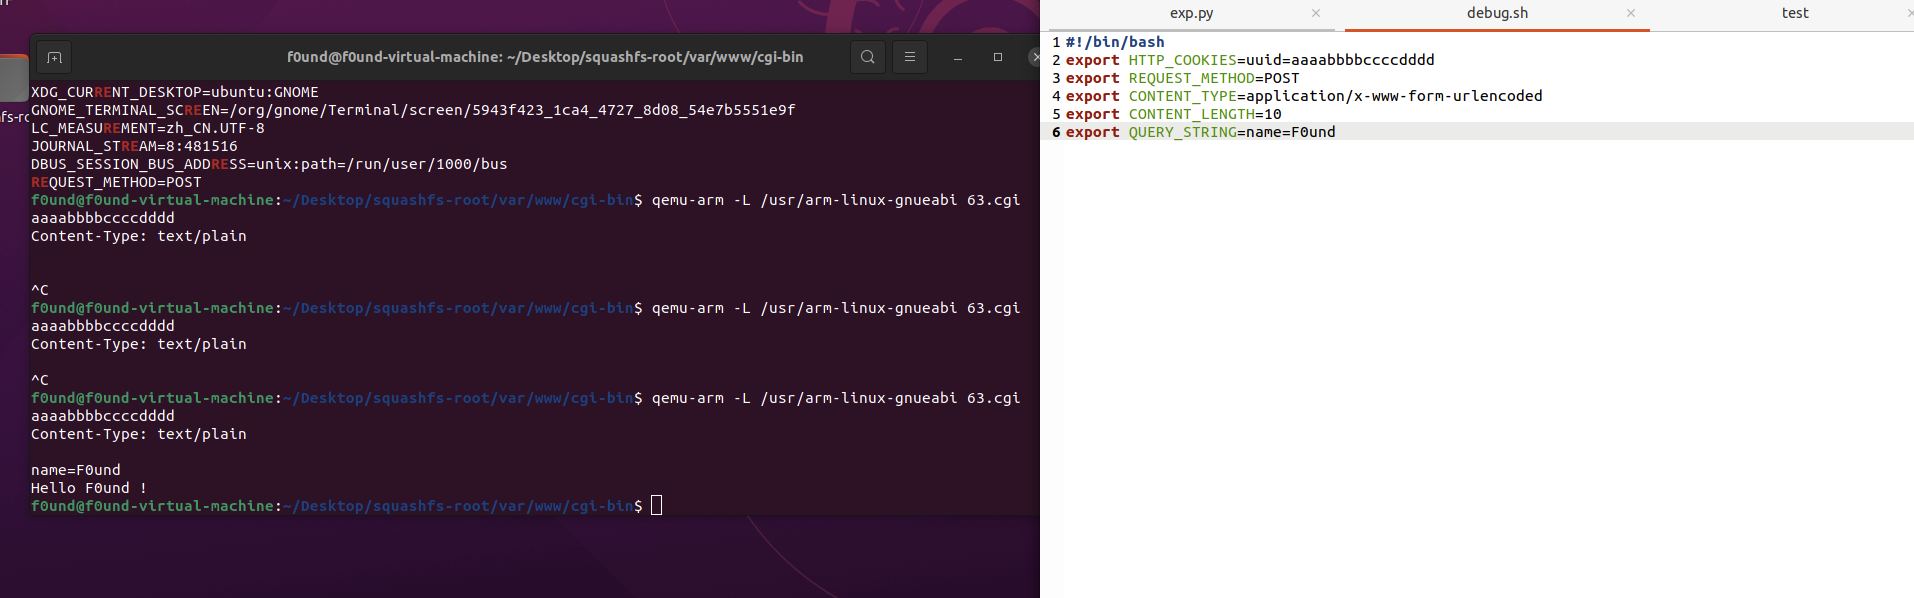 f0und@f0und-virtual-machine: ~/Desktop/squashfs-root/var/www/cgi-bin
XDG_CURRENT_DESKTOP=ubuntu:GNOME
GNOME_TERMINAL_SCREEN=/org/gnome/Terminal/screen/5943f423_1ca4_4727_8d08_54e7b5551e9f
LC_MEASUREMENT=zh_CN.UTF-8
JOURNAL_STREAM=8:481516
DBUS_SESSION_BUS_ADDRESS=unix:path=/run/user/1000/bus
REQUEST_METHOD=POST
f0und@f0und-virtual-machine:~/Desktop/squashfs-root/var/www/cgi-bin$ qemu-arm -L /usr/arm-linux-gnueabi 63.cgi
aaaabbbbccccdddd
Content-Type: text/plain
^C
f0und@f0und-virtual-machine:~/Desktop/squashfs-root/var/www/cgi-bin$ qemu-arm -L /usr/arm-linux-gnueabi 63.cgi
aaaabbbbccccdddd
Content-Type: text/plain
^C
f0und@f0und-virtual-machine:~/Desktop/squashfs-root/var/www/cgi-bin$ qemu-arm -L /usr/arm-linux-gnueabi 63.cgi
aaaabbbbccccdddd
Content-Type: text/plain
name=F0und
Hello F0und !
f0und@f0und-virtual-machine:~/Desktop/squashfs-root/var/www/cgi-bin$
exp.py debug.sh test
1 #!/bin/bash
2 export HTTP_COOKIES=uuid=aaaabbbbccccdddd
3 export REQUEST_METHOD=POST
4 export CONTENT_TYPE=application/x-www-form-urlencoded
5 export CONTENT_LENGTH=10
6 export QUERY_STRING=name=F0und